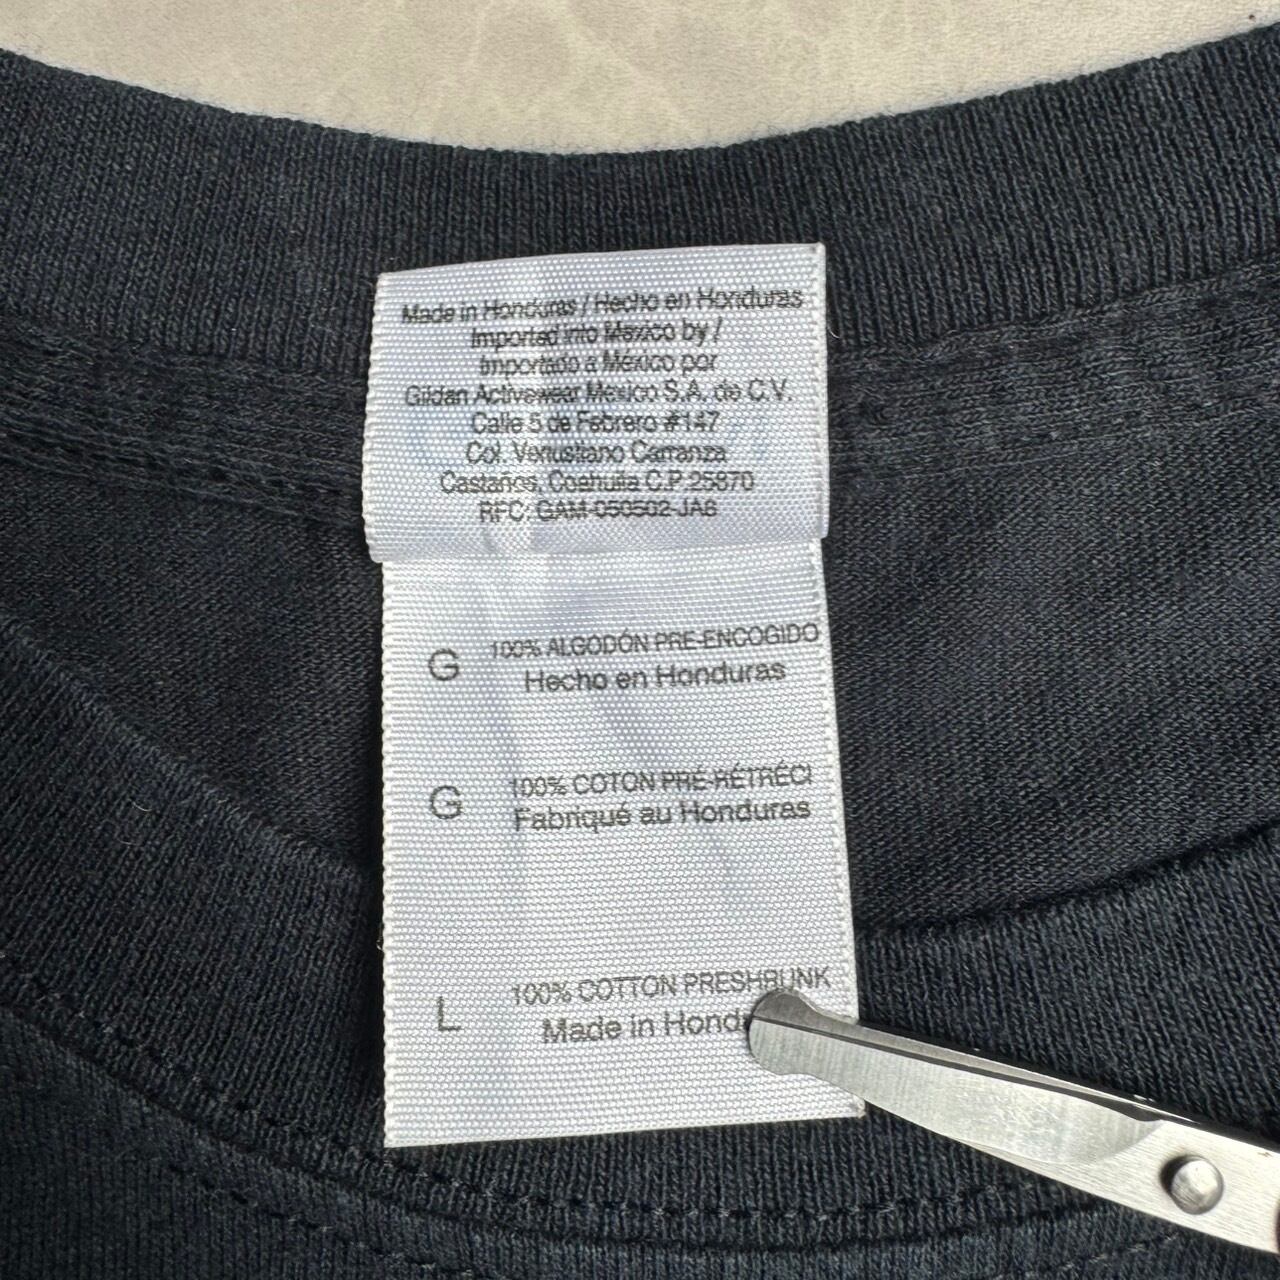 Made in Honduras / Hecho en Honduras
Imported into Mexico by /
Importado a México por
Gildan Activewear Mexico S.A. de C.V.
Calle 5 de Febrero #147
Col. Venustiano Carranza
Castaños, Coahuila C.P. 25870
RFC: GAM-050502-JA8
G
100% ALGODÓN PRE-ENCOGIDO
Hecho en Honduras
G
100% COTON PRÉ-RÉTRÉCI
Fabriqué au Honduras
L
100% COTTON PRESHRUNK
Made in Hondu